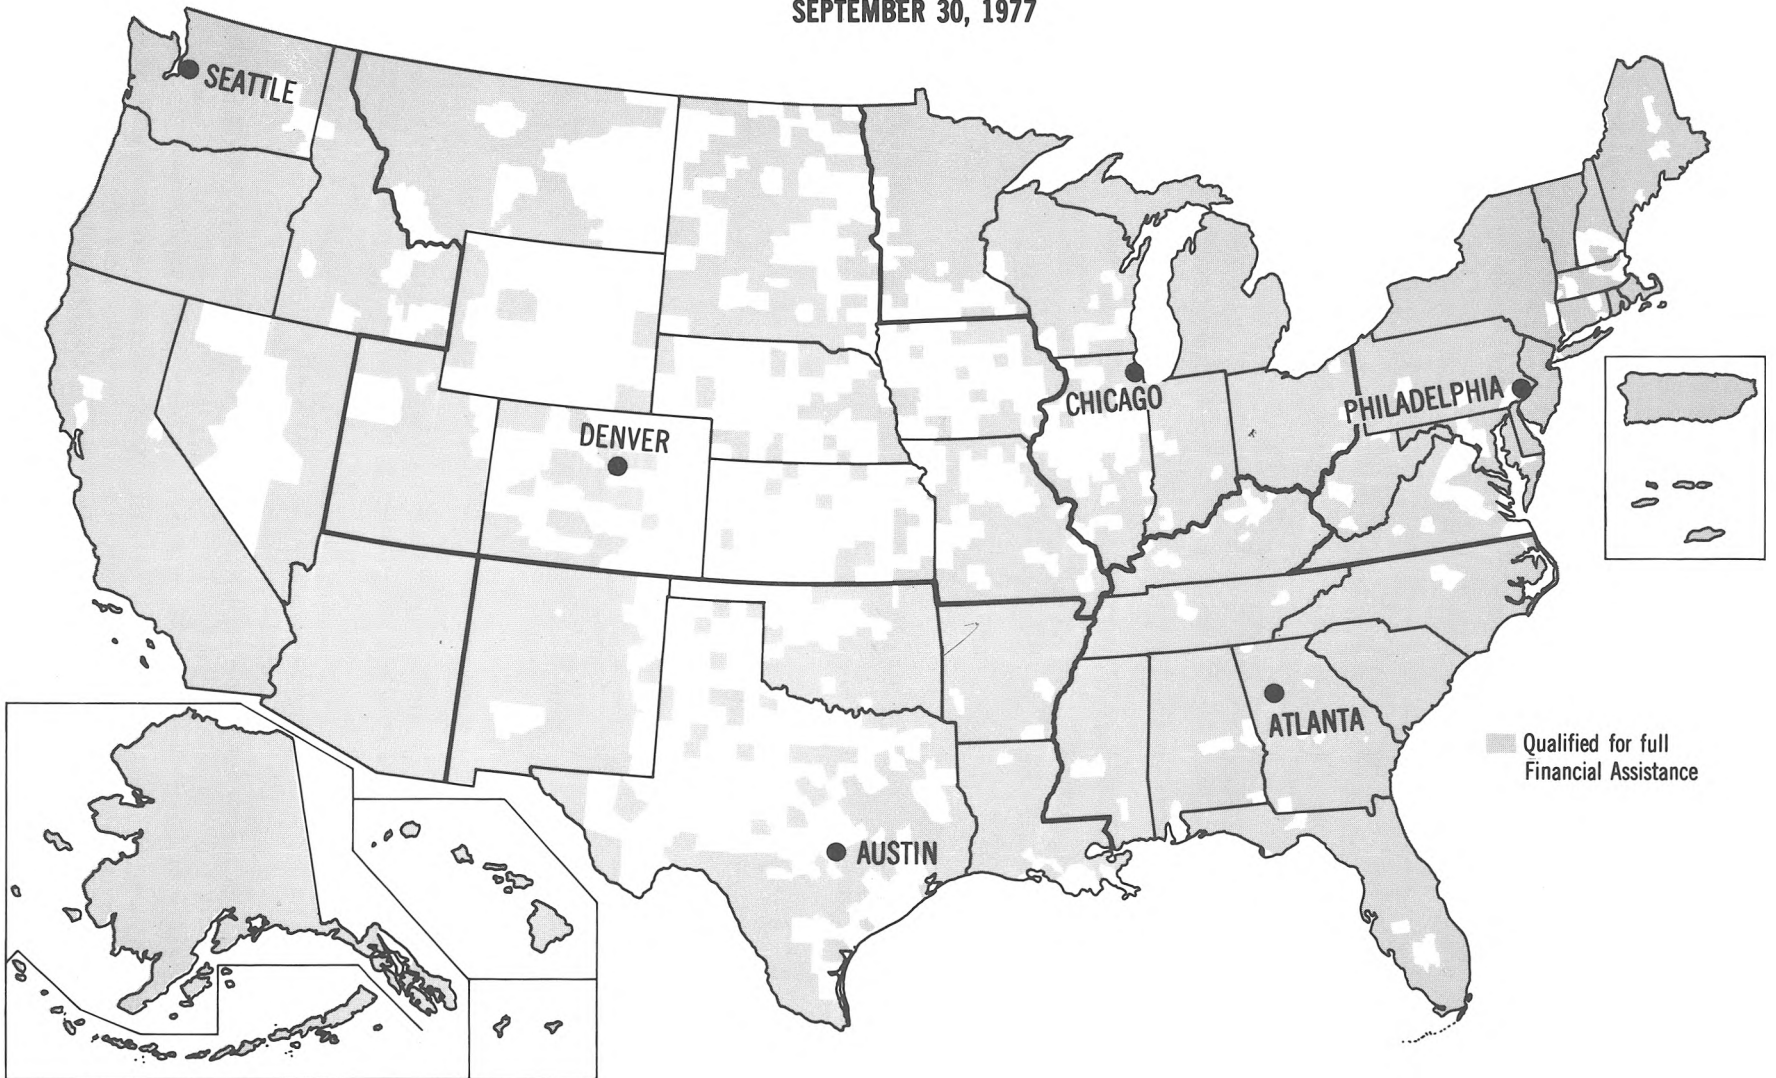 SEPTEMBER 30, 1977
SEATTLE
CHICAGO
PHILADELPHIA
DENVER
ATLANTA
Qualified for full
Financial Assistance
AUSTIN